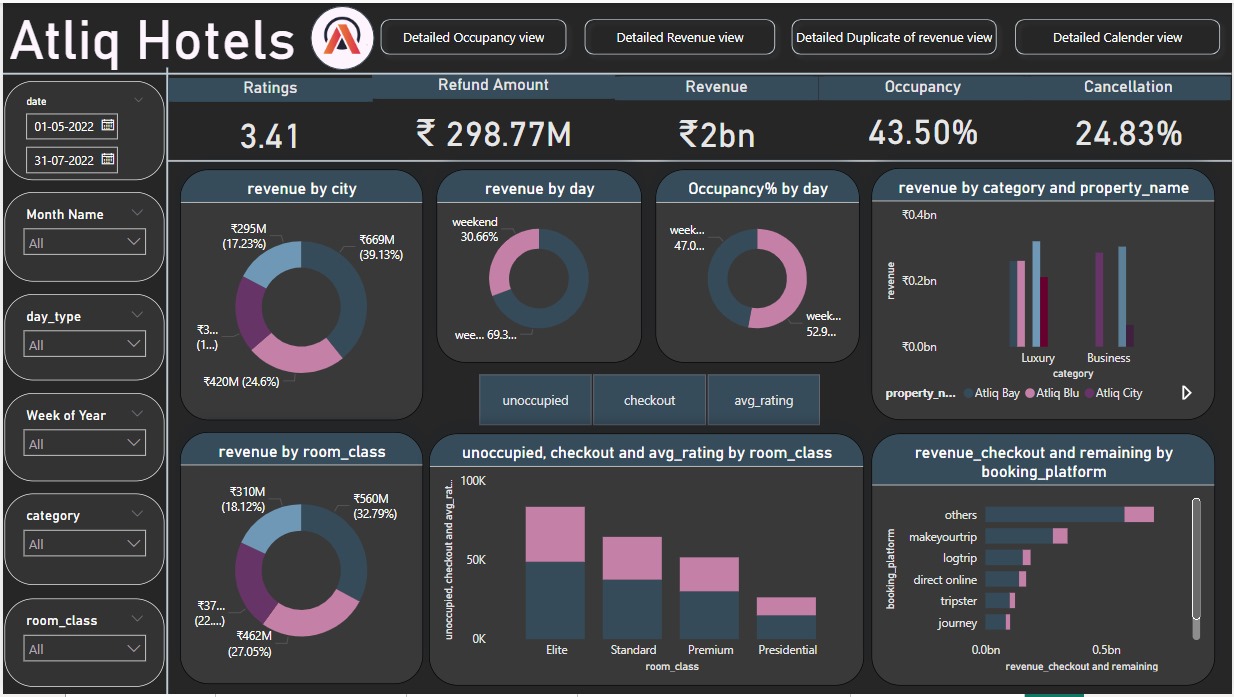 Atliq Hotels
Detailed Occupancy view
Detailed Revenue view
Detailed Duplicate of revenue view
Detailed Calender view
date
01-05-2022
31-07-2022
Month Name
All
day_type
All
Week of Year
All
category
All
room_class
All
Ratings
3.41
Refund Amount
₹ 298.77M
Revenue
₹2bn
Occupancy
43.50%
Cancellation
24.83%
revenue by city
₹295M
(17.23%)
₹669M
(39.13%)
₹3...
(1...)
₹420M (24.6%)
revenue by day
weekend
30.66%
wee... 69.3...
Occupancy% by day
week...
47.0...
week...
52.9...
revenue by category and property_name
₹0.4bn
₹0.2bn
₹0.0bn
revenue
Luxury
Business
category
property_n...
Atliq Bay
Atliq Blu
Atliq City
unoccupied
checkout
avg_rating
revenue by room_class
₹310M
(18.12%)
₹560M
(32.79%)
₹37...
(22....)
₹462M
(27.05%)
unoccupied, checkout and avg_rating by room_class
100K
50K
0K
unoccupied, checkout and avg_rat..
Elite
Standard
Premium
Presidential
room_class
revenue_checkout and remaining by
booking_platform
booking_platform
others
makeyourtrip
logtrip
direct online
tripster
journey
0.0bn
0.5bn
revenue_checkout and remaining